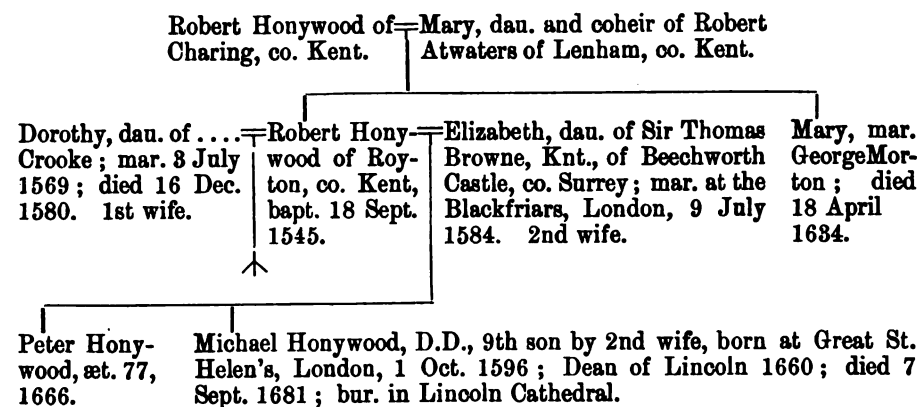 Robert Honywood of
Charing, co. Kent.
Mary, dau. and coheir of Robert
Atwaters of Lenham, co. Kent.
Dorothy, dau. of ....
Crooke ; mar. 3 July
1569 ; died 16 Dec.
1580. 1st wife.
Robert Hony-
wood of Roy-
ton, co. Kent,
bapt. 18 Sept.
1545.
Elizabeth, dau. of Sir Thomas
Browne, Knt., of Beechworth
Castle, co. Surrey ; mar. at the
Blackfriars, London, 9 July
1584. 2nd wife.
Mary, mar.
GeorgeMor-
ton ; died
18 April
1634.
Peter Hony-
wood, æt. 77,
1666.
Michael Honywood, D.D., 9th son by 2nd wife, born at Great St.
Helen's, London, 1 Oct. 1596 ; Dean of Lincoln 1660 ; died 7
Sept. 1681 ; bur. in Lincoln Cathedral.